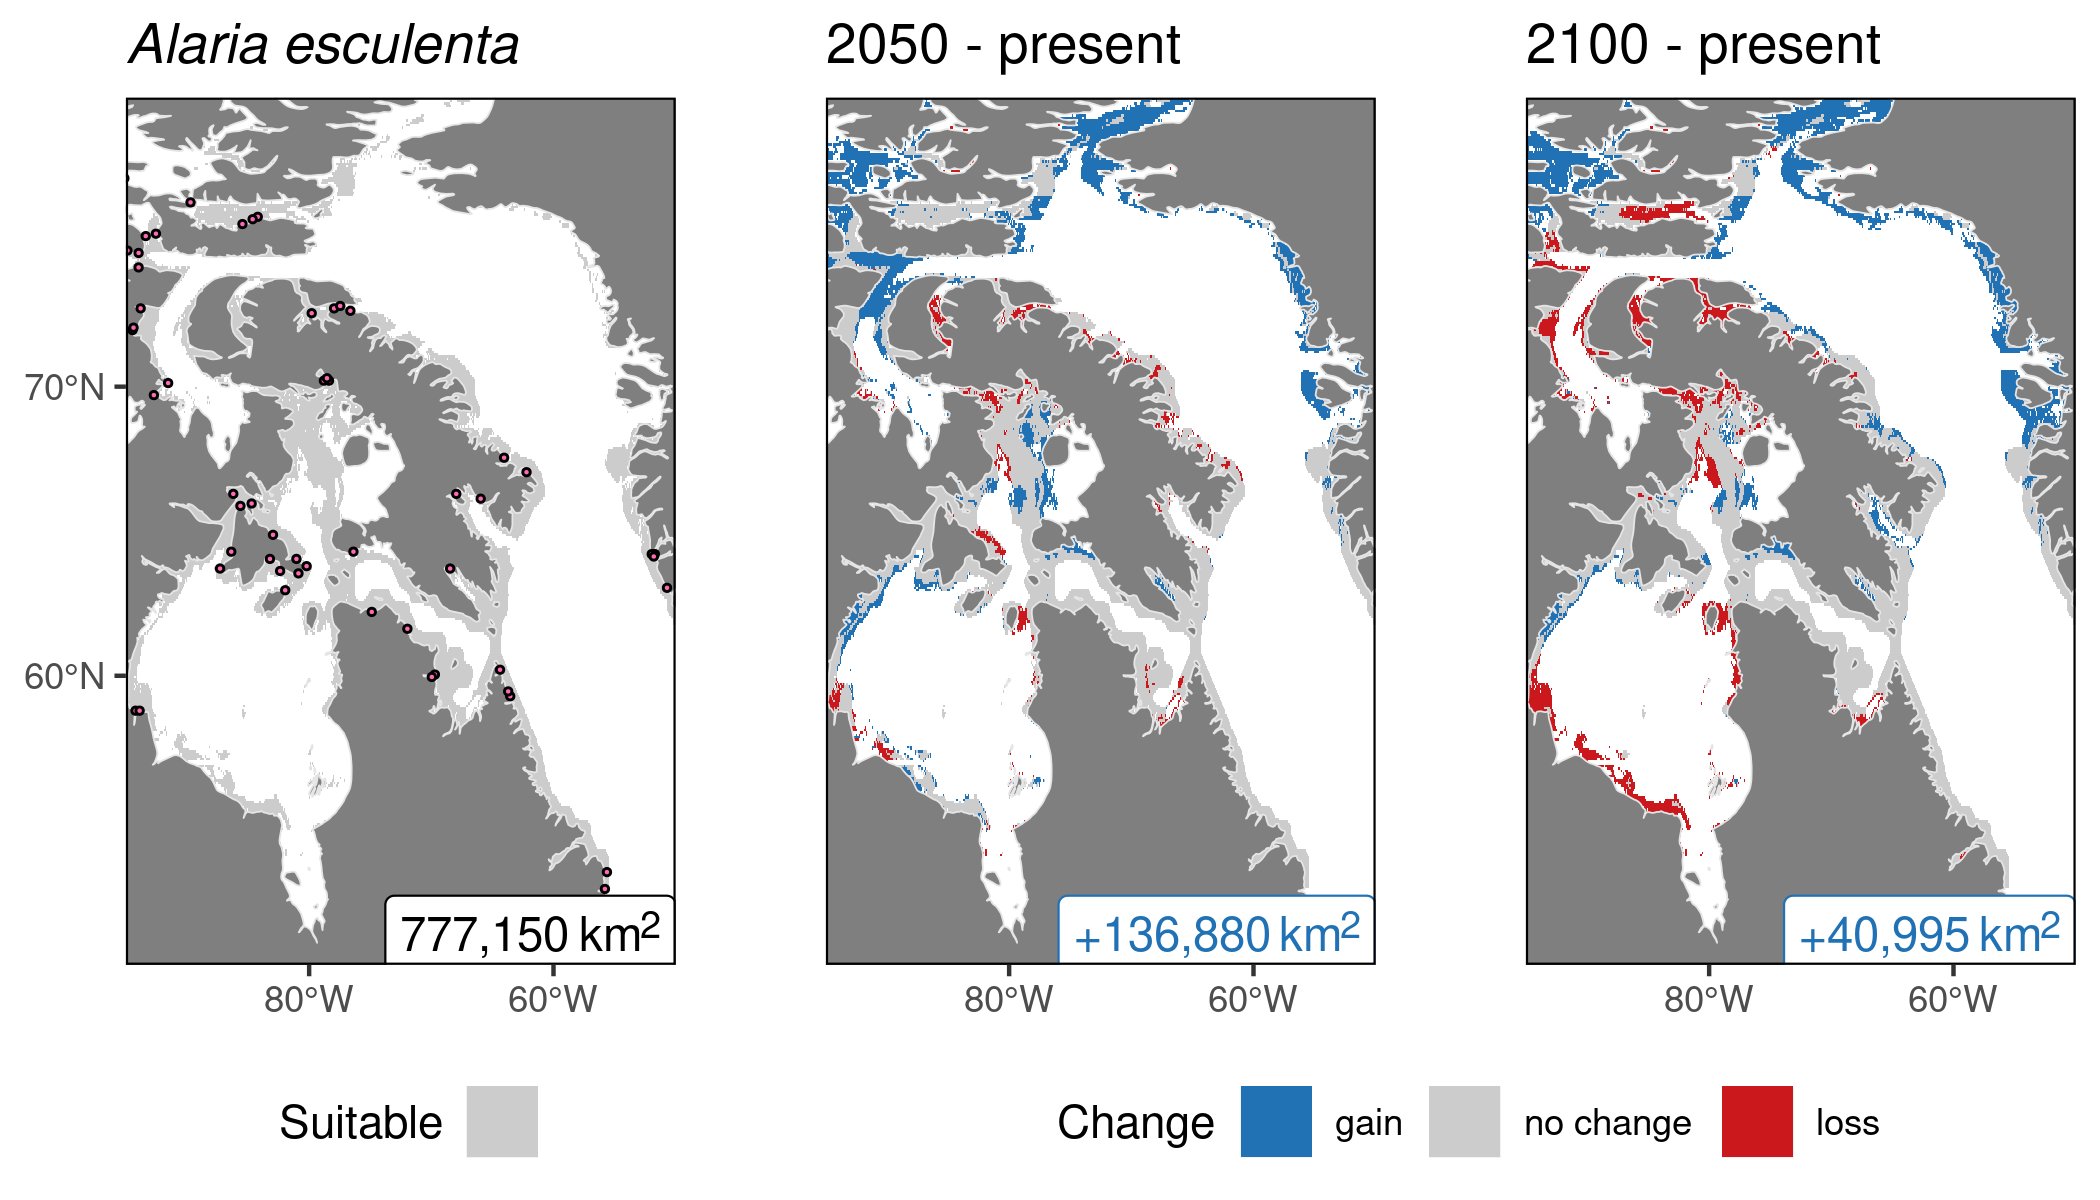 Alaria esculenta
2050 - present
2100 - present
70°N
60°N
777,150 km²
+136,880 km²
+40,995 km²
80°W
60°W
80°W
60°W
80°W
60°W
Suitable
Change
gain
no change
loss